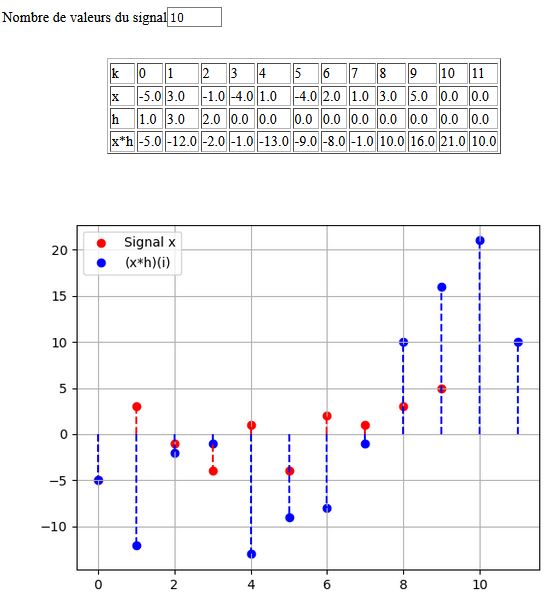 Nombre de valeurs du signal 10
k 0 1 2 3 4 5 6 7 8 9 10 11
x -5.0 3.0 -1.0 -4.0 1.0 -4.0 2.0 1.0 3.0 5.0 0.0 0.0
h 1.0 3.0 2.0 0.0 0.0 0.0 0.0 0.0 0.0 0.0 0.0 0.0
x*h -5.0 -12.0 -2.0 -1.0 -13.0 -9.0 -8.0 -1.0 10.0 16.0 21.0 10.0
Signal x
(x*h)(i)
20
15
10
5
0
−5
−10
0 2 4 6 8 10